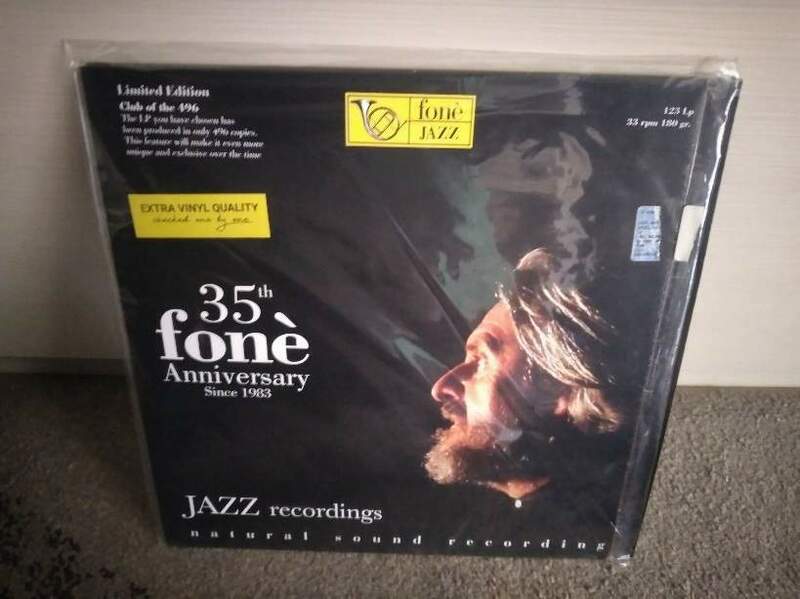 Limited Edition
Club of the 496
The LP you have chosen has
been produced in only 496 copies.
This feature will make it even more
unique and exclusive over the time
fonè
JAZZ
123 Lp
33 rpm 180 gr.
EXTRA VINYL QUALITY
checked one by one
35th
fonè
Anniversary
Since 1983
JAZZ recordings
natural sound recording